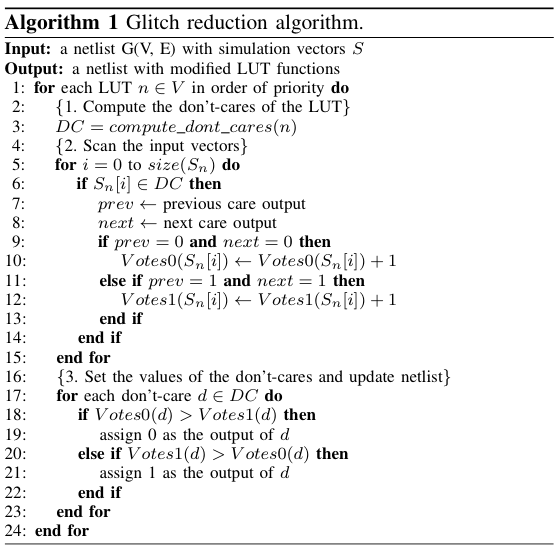 Algorithm 1 Glitch reduction algorithm.
Input: a netlist G(V, E) with simulation vectors S
Output: a netlist with modified LUT functions
1: for each LUT n ∈ V in order of priority do
2: {1. Compute the don't-cares of the LUT}
3: DC = compute_dont_cares(n)
4: {2. Scan the input vectors}
5: for i = 0 to size(Sₙ) do
6: if Sₙ[i] ∈ DC then
7: prev ← previous care output
8: next ← next care output
9: if prev = 0 and next = 0 then
10: Votes0(Sₙ[i]) ← Votes0(Sₙ[i]) + 1
11: else if prev = 1 and next = 1 then
12: Votes1(Sₙ[i]) ← Votes1(Sₙ[i]) + 1
13: end if
14: end if
15: end for
16: {3. Set the values of the don't-cares and update netlist}
17: for each don't-care d ∈ DC do
18: if Votes0(d) > Votes1(d) then
19: assign 0 as the output of d
20: else if Votes1(d) > Votes0(d) then
21: assign 1 as the output of d
22: end if
23: end for
24: end for